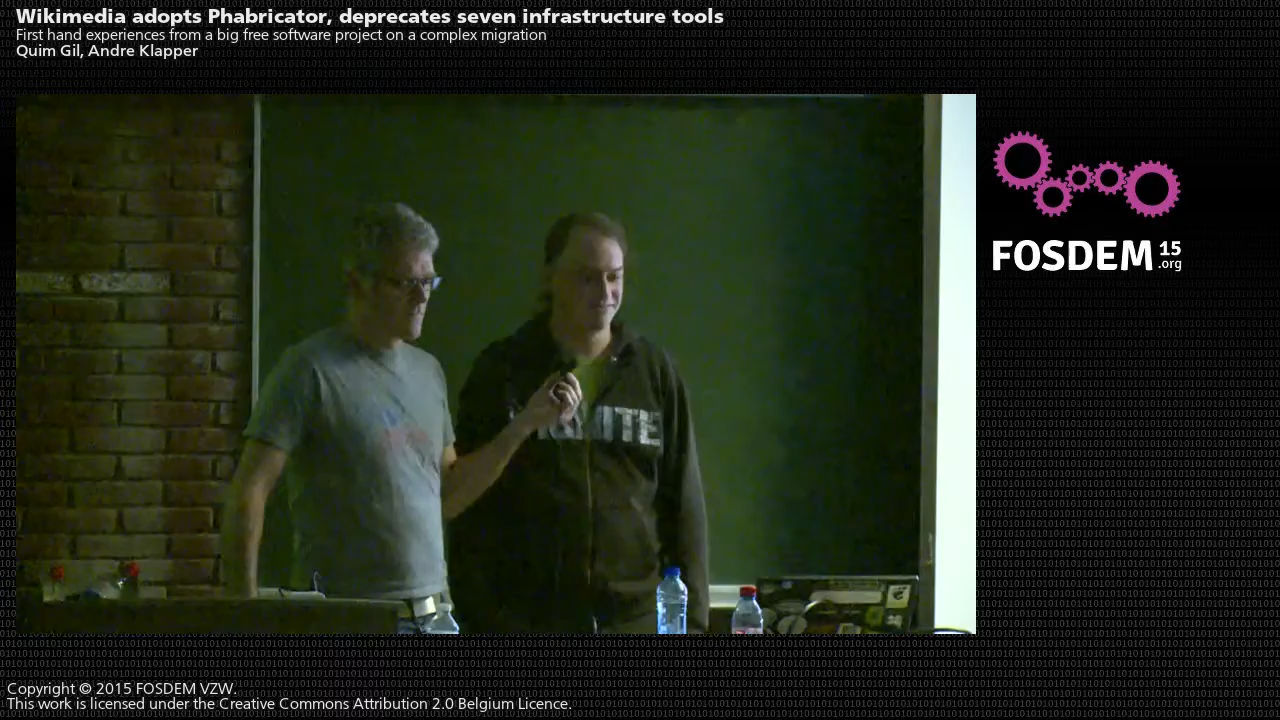 Wikimedia adopts Phabricator, deprecates seven infrastructure tools
First hand experiences from a big free software project on a complex migration
Quim Gil, Andre Klapper
FOSDEM 15
.org
Copyright © 2015 FOSDEM VZW.
This work is licensed under the Creative Commons Attribution 2.0 Belgium Licence.